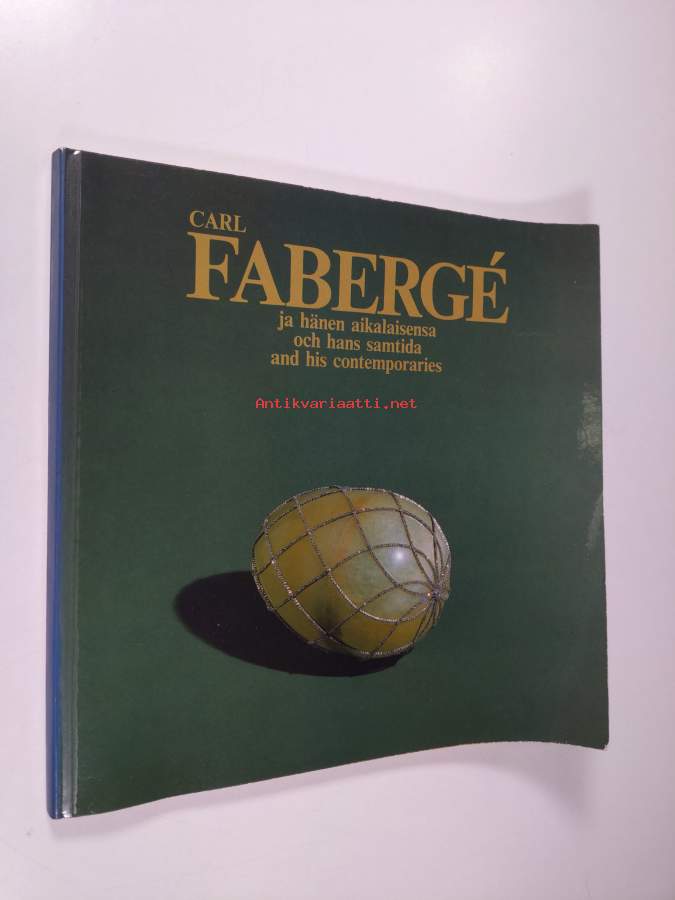 CARL
FABERGÉ
ja hänen aikalaisensa
och hans samtida
and his contemporaries
Antikvariaatti.net